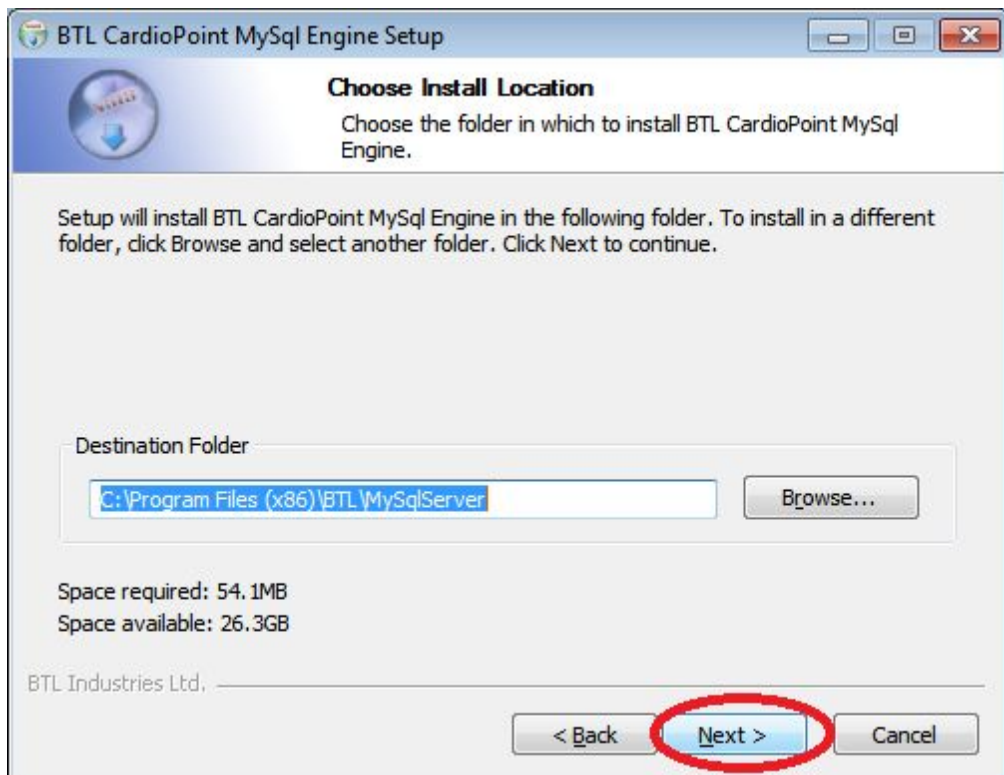 BTL CardioPoint MySql Engine Setup
Choose Install Location
Choose the folder in which to install BTL CardioPoint MySql
Engine.
Setup will install BTL CardioPoint MySql Engine in the following folder. To install in a different
folder, click Browse and select another folder. Click Next to continue.
Destination Folder
C:\Program Files (x86)\BTL\MySqlServer
Browse...
Space required: 54.1MB
Space available: 26.3GB
BTL Industries Ltd.
< Back Next > Cancel